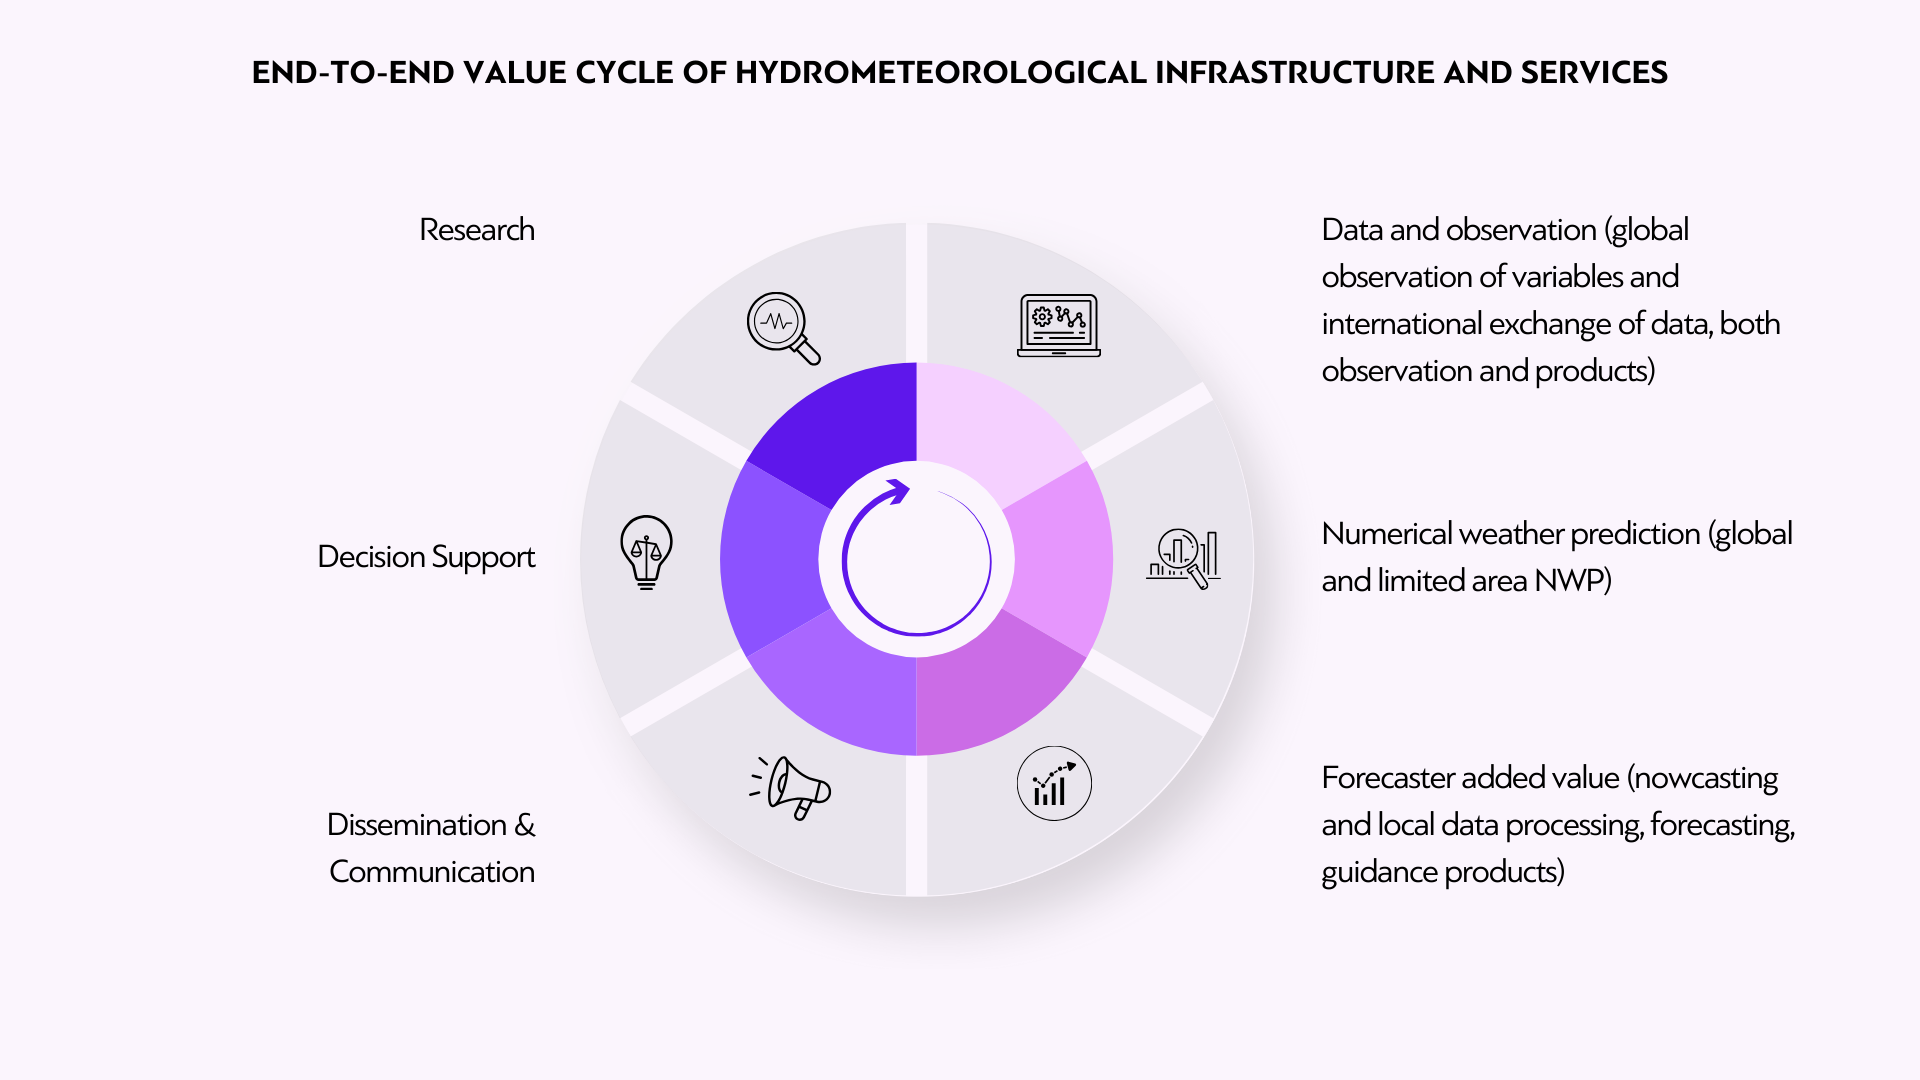 END-TO-END VALUE CYCLE OF HYDROMETEOROLOGICAL INFRASTRUCTURE AND SERVICES
Research
Data and observation (global
observation of variables and
international exchange of data, both
observation and products)
Decision Support
Numerical weather prediction (global
and limited area NWP)
Dissemination &
Communication
Forecaster added value (nowcasting
and local data processing, forecasting,
guidance products)